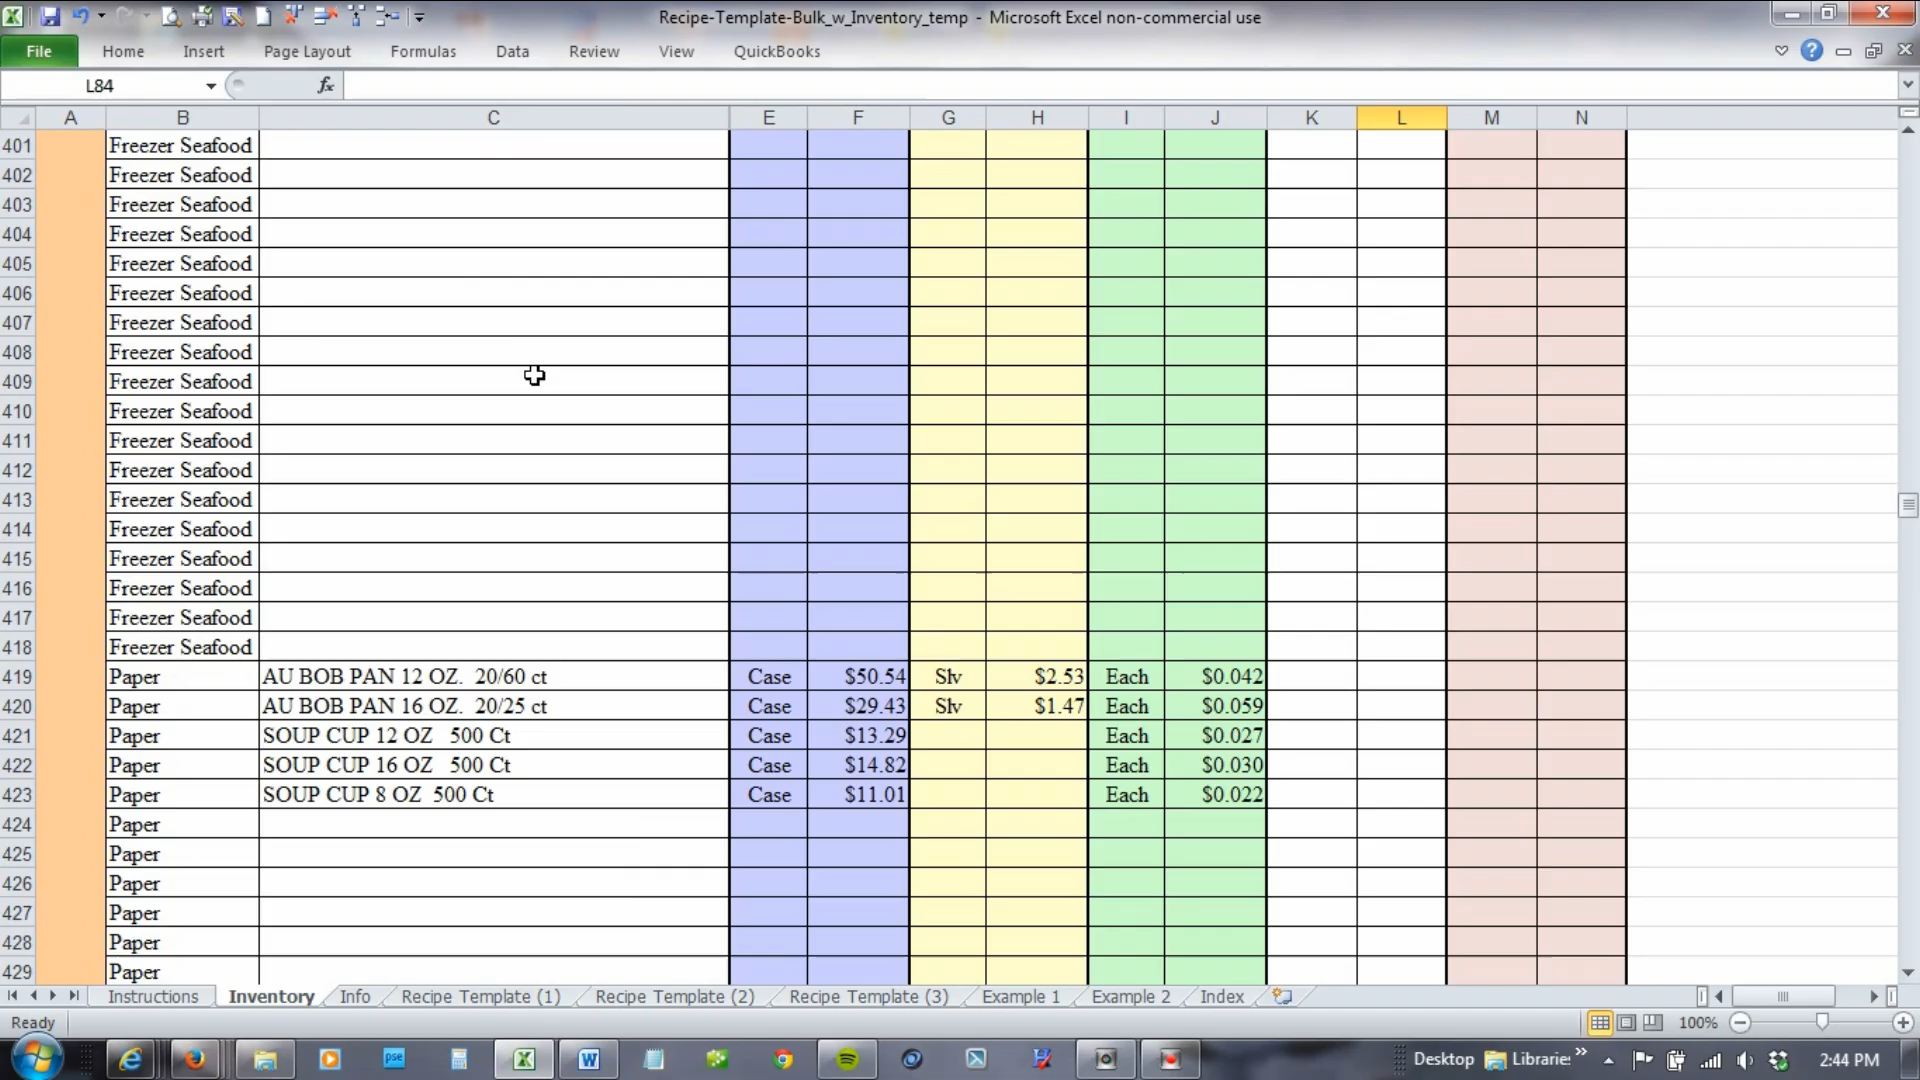 Recipe-Template-Bulk_w_Inventory_temp - Microsoft Excel non-commercial use
File Home Insert Page Layout Formulas Data Review View QuickBooks
L84 fx
A B C E F G H I J K L M N
401 Freezer Seafood
402 Freezer Seafood
403 Freezer Seafood
404 Freezer Seafood
405 Freezer Seafood
406 Freezer Seafood
407 Freezer Seafood
408 Freezer Seafood
409 Freezer Seafood
410 Freezer Seafood
411 Freezer Seafood
412 Freezer Seafood
413 Freezer Seafood
414 Freezer Seafood
415 Freezer Seafood
416 Freezer Seafood
417 Freezer Seafood
418 Freezer Seafood
419 Paper AU BOB PAN 12 OZ. 20/60 ct Case $50.54 Slv $2.53 Each $0.042
420 Paper AU BOB PAN 16 OZ. 20/25 ct Case $29.43 Slv $1.47 Each $0.059
421 Paper SOUP CUP 12 OZ 500 Ct Case $13.29 Each $0.027
422 Paper SOUP CUP 16 OZ 500 Ct Case $14.82 Each $0.030
423 Paper SOUP CUP 8 OZ 500 Ct Case $11.01 Each $0.022
424 Paper
425 Paper
426 Paper
427 Paper
428 Paper
429 Paper
Instructions Inventory Info Recipe Template (1) Recipe Template (2) Recipe Template (3) Example 1 Example 2 Index
Ready 100%
pse Desktop Librarie: » 2:44 PM